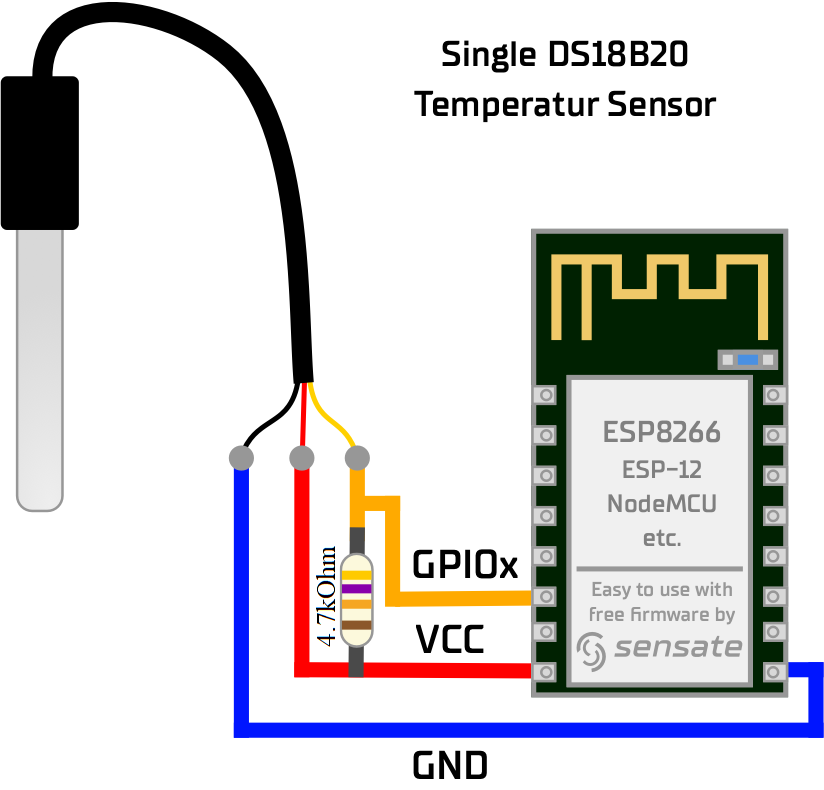 Single DS18B20
Temperatur Sensor
ESP8266
ESP-12
NodeMCU
etc.
Easy to use with
free firmware by
sensate
4.7kOhm
GPIOx
VCC
GND